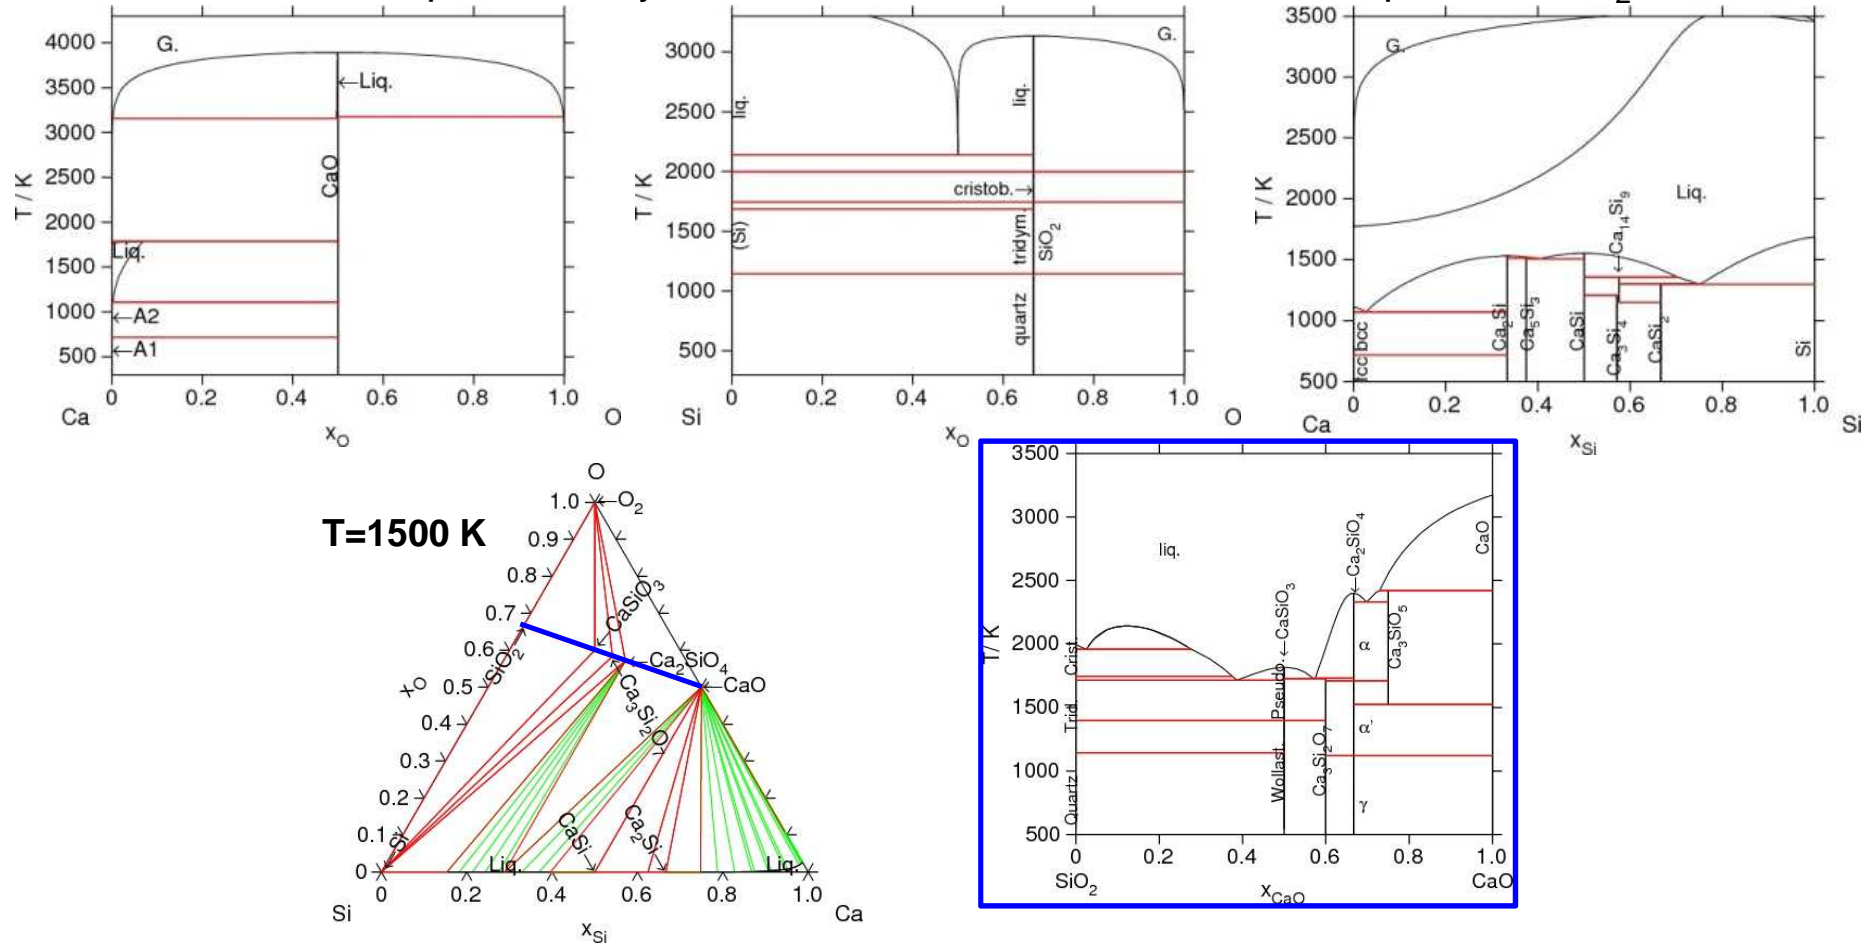 4000
3500
3000
2500
2000
1500
1000
500
T / K
G.
←Liq.
CaO
Liq.
←A2
←A1
0
0.2
0.4
0.6
0.8
1.0
Ca
O
xO
3000
2500
2000
1500
1000
500
T / K
G.
liq.
liq.
cristob.→
(Si)
tridym.
SiO2
quartz
0
0.2
0.4
0.6
0.8
1.0
Si
O
xO
3500
3000
2500
2000
1500
1000
500
T / K
G.
Liq.
←Ca14Si9
fcc
bcc
Ca2Si
Ca5Si3
CaSi
Ca3Si4
CaSi2
Si
0
0.2
0.4
0.6
0.8
1.0
Ca
Si
xSi
T=1500 K
O
1.0
←O2
0.9
0.8
0.7
0.6
0.5
0.4
0.3
0.2
0.1
0
xO
CaSiO3
SiO2
←Ca2SiO4
←CaO
Ca3Si2O7
CaSi
Ca2Si
Si
Liq.
Liq.
0
0.2
0.4
0.6
0.8
1.0
Si
Ca
xSi
3500
3000
2500
2000
1500
1000
500
T / K
liq.
←Ca2SiO4
CaO
←CaSiO3
Ca3SiO5
Crist.
Trid.
Quartz
Pseudo.
Wollast.
Ca3Si2O7
α
α'
γ
0
0.2
0.4
0.6
0.8
1.0
SiO2
CaO
xCaO